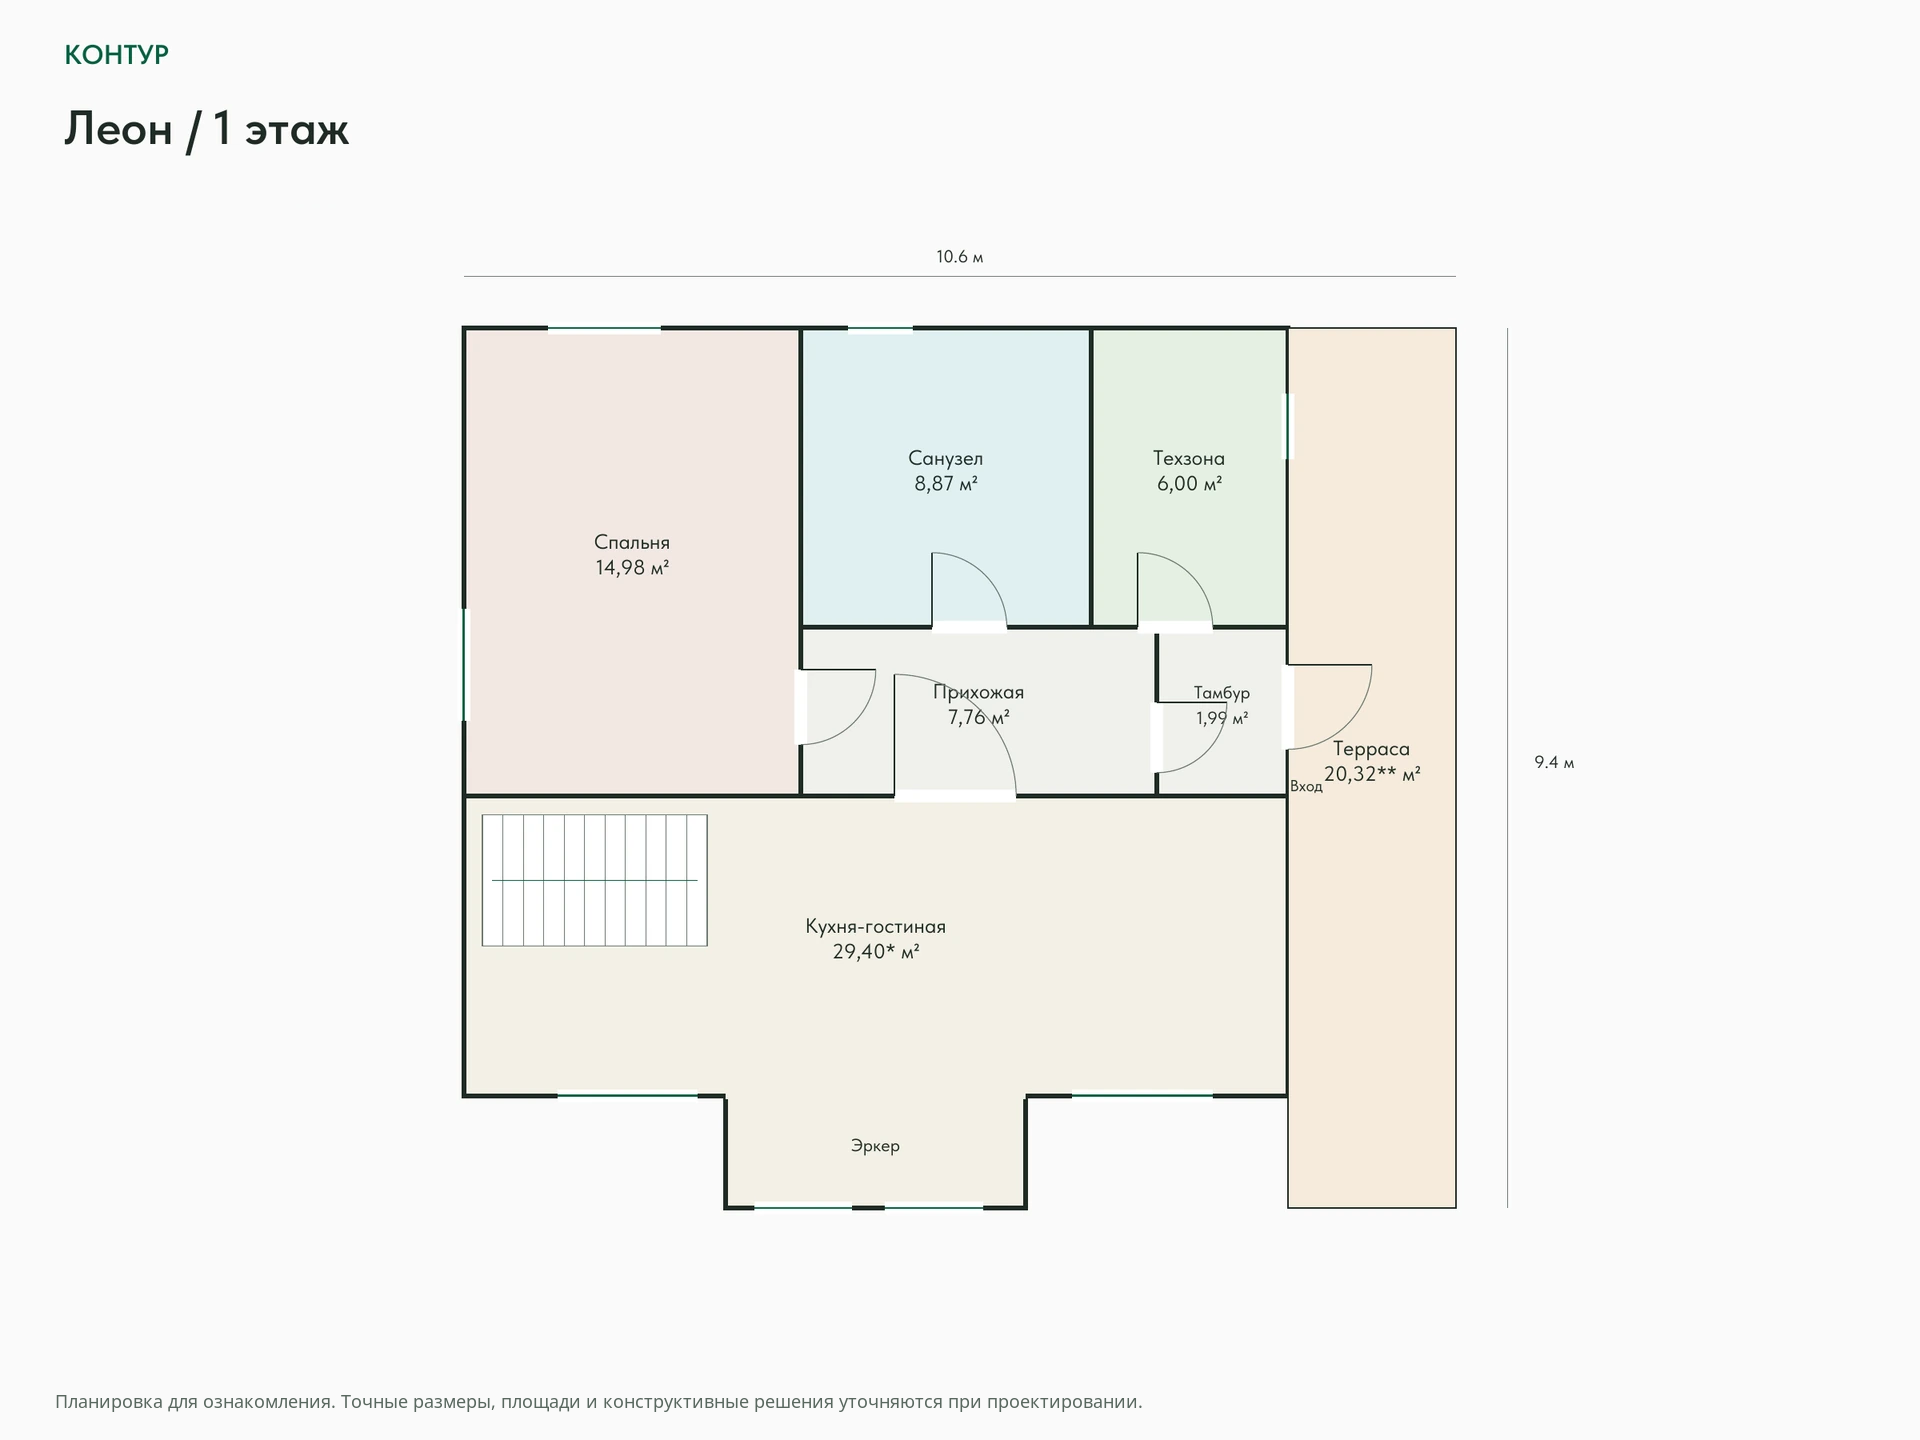 КОНТУР
Леон / 1 этаж
10.6 м
Санузел
8,87 м²
Техзона
6,00 м²
Спальня
14,98 м²
Прихожая
7,76 м²
Тамбур
1,99 м²
Терраса
20,32** м²
Вход
9.4 м
Кухня-гостиная
29,40* м²
Эркер
Планировка для ознакомления. Точные размеры, площади и конструктивные решения уточняются при проектировании.